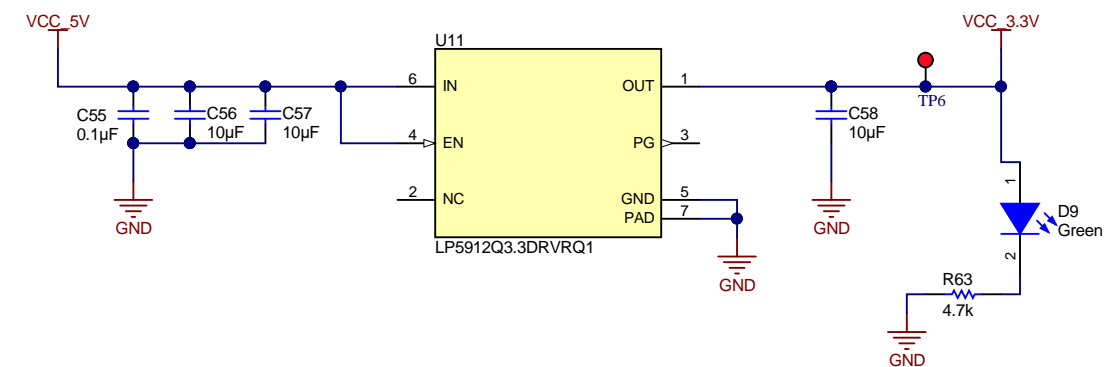 VCC_5V
VCC_3.3V
U11
6
IN
OUT
1
TP6
C55
0.1µF
C56
10µF
C57
10µF
C58
10µF
4
EN
PG
3
2
NC
GND
5
PAD
7
1
D9
Green
2
GND
LP5912Q3.3DRVRQ1
GND
GND
R63
4.7k
GND